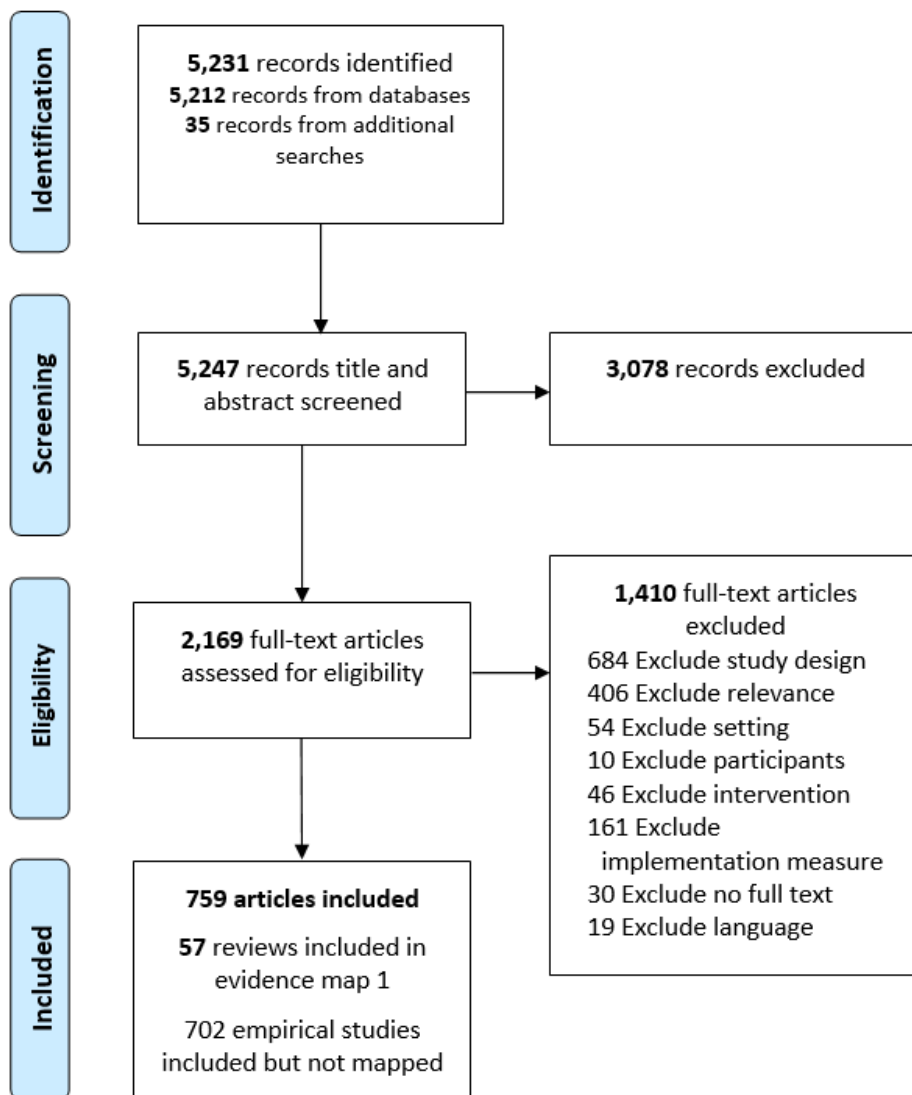 Identification
5,231 records identified
5,212 records from databases
35 records from additional
searches
Screening
5,247 records title and
abstract screened
3,078 records excluded
Eligibility
2,169 full-text articles
assessed for eligibility
1,410 full-text articles
excluded
684 Exclude study design
406 Exclude relevance
54 Exclude setting
10 Exclude participants
46 Exclude intervention
161 Exclude
implementation measure
30 Exclude no full text
19 Exclude language
Included
759 articles included
57 reviews included in
evidence map 1
702 empirical studies
included but not mapped